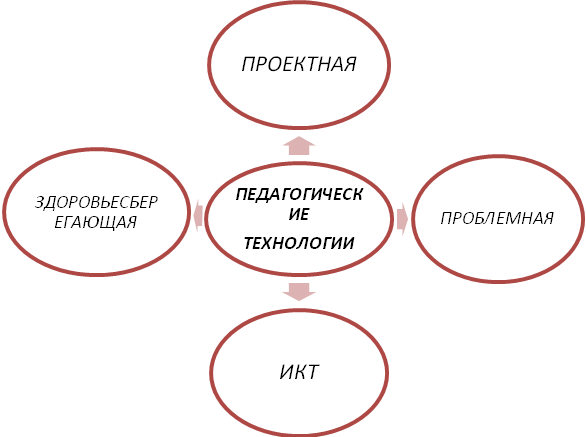 ПРОЕКТНАЯ
ЗДОРОВЬЕСБЕР
ЕГАЮЩАЯ
ПЕДАГОГИЧЕСК
ИЕ
ТЕХНОЛОГИИ
ПРОБЛЕМНАЯ
ИКТ